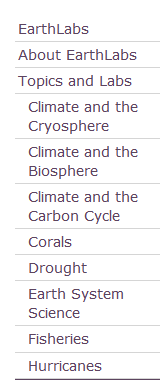 EarthLabs
About EarthLabs
Topics and Labs
Climate and the
Cryosphere
Climate and the
Biosphere
Climate and the
Carbon Cycle
Corals
Drought
Earth System
Science
Fisheries
Hurricanes